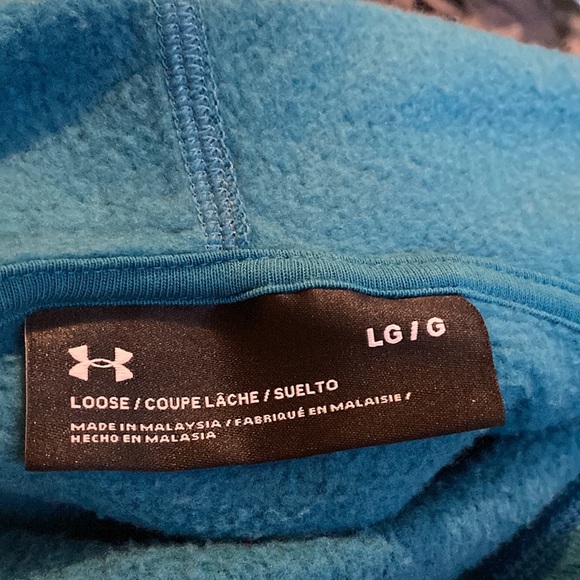 LG / G
LOOSE / COUPE LÂCHE / SUELTO
MADE IN MALAYSIA / FABRIQUÉ EN MALAISIE /
HECHO EN MALASIA